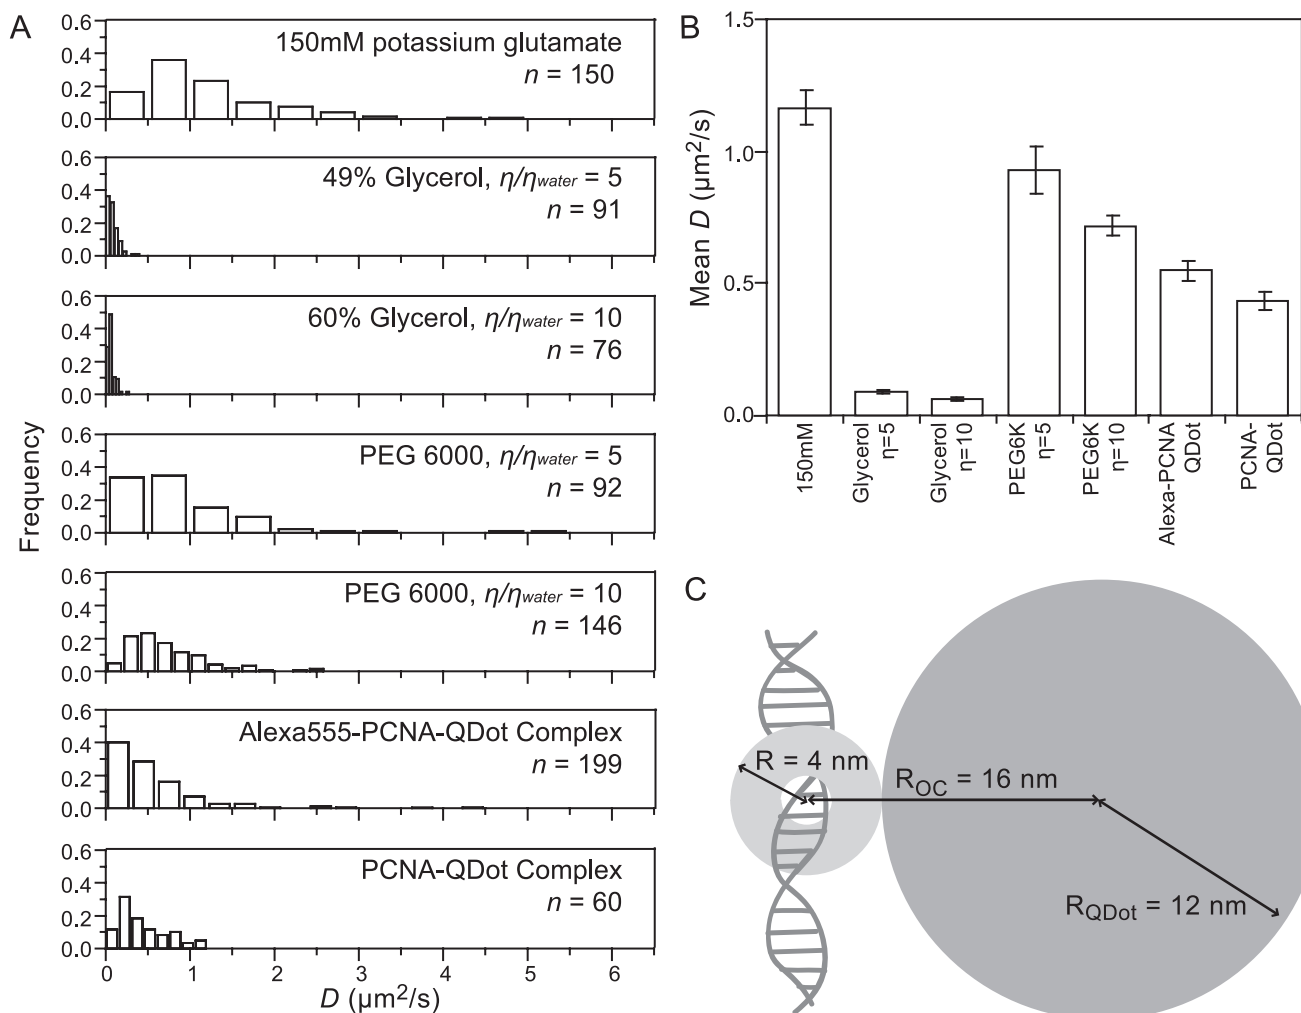 A
Frequency
0.6
0.4
0.2
0.0
150mM potassium glutamate
n = 150
0.6
0.4
0.2
0.0
49% Glycerol, η/ηwater = 5
n = 91
0.6
0.4
0.2
0.0
60% Glycerol, η/ηwater = 10
n = 76
0.6
0.4
0.2
0.0
PEG 6000, η/ηwater = 5
n = 92
0.6
0.4
0.2
0.0
PEG 6000, η/ηwater = 10
n = 146
0.6
0.4
0.2
0.0
Alexa555-PCNA-QDot Complex
n = 199
0.6
0.4
0.2
0.0
PCNA-QDot Complex
n = 60
0 1 2 3 4 5 6
D (μm²/s)
B
Mean D (μm²/s)
1.5
1.0
0.5
0.0
150mM
Glycerol
η=5
Glycerol
η=10
PEG6K
η=5
PEG6K
η=10
Alexa-PCNA
QDot
PCNA-
QDot
C
R = 4 nm
ROC = 16 nm
RQDot = 12 nm